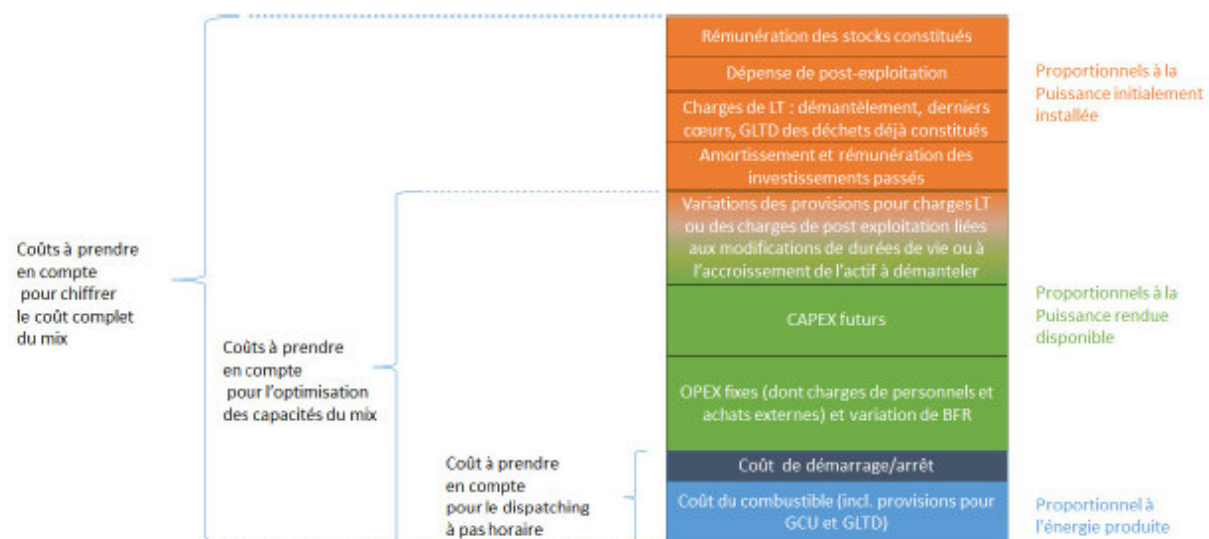 Rémunération des stocks constitués
Dépense de post-exploitation
Charges de LT : démantèlement, derniers
cœurs, GLTD des déchets déjà constitués
Amortissement et rémunération des
investissements passés
Variations des provisions pour charges LT
ou des charges de post exploitation liées
aux modifications de durées de vie ou à
l'accroissement de l'actif à démanteler
CAPEX futurs
OPEX fixes (dont charges de personnels et
achats externes) et variation de BFR
Coût de démarrage/arrêt
Coût du combustible (incl. provisions pour
GCU et GLTD)
Proportionnels à la
Puissance initialement
installée
Proportionnels à la
Puissance rendue
disponible
Proportionnel à
l'énergie produite
Coûts à prendre
en compte
pour chiffrer
le coût complet
du mix
Coûts à prendre
en compte
pour l'optimisation
des capacités du mix
Coût à prendre
en compte
pour le dispatching
à pas horaire